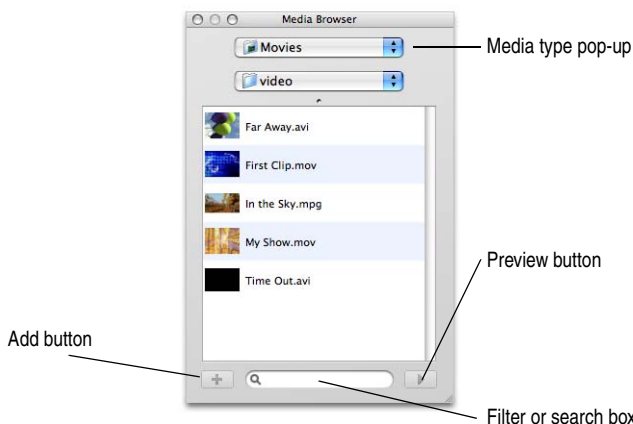 Media Browser
Movies
Media type pop-up
video
Far Away.avi
First Clip.mov
In the Sky.mpg
My Show.mov
Preview button
Time Out.avi
Add button
Filter or search box